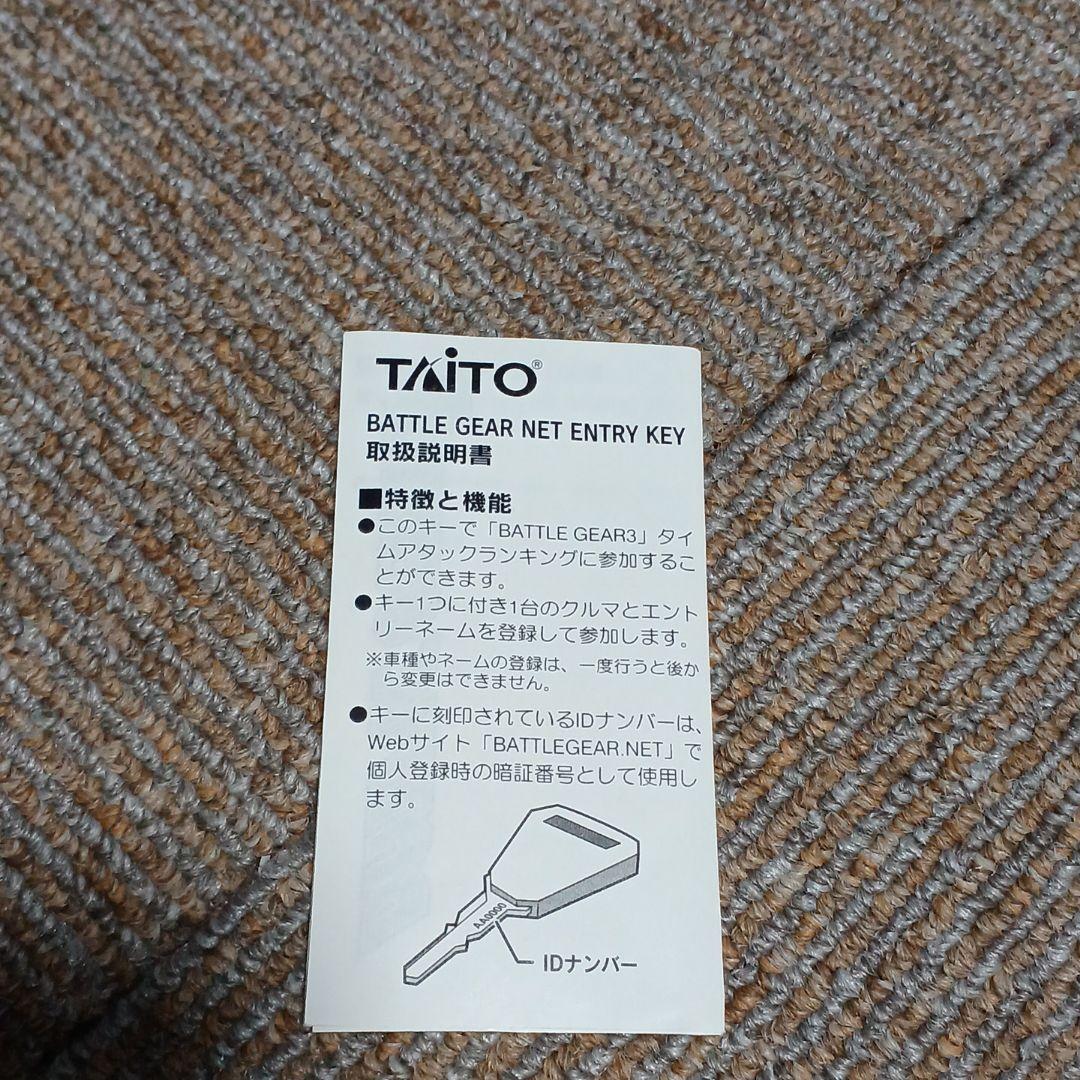 TAiTO®
BATTLE GEAR NET ENTRY KEY
取扱説明書
■特徴と機能
●このキーで「BATTLE GEAR3」タイ
ムアタックランキングに参加するこ
とができます。
●キー1つに付き1台のクルマとエント
リーネームを登録して参加します。
※車種やネームの登録は、一度行うと後か
ら変更はできません。
●キーに刻印されているIDナンバーは、
Webサイト「BATTLEGEAR.NET」で
個人登録時の暗証番号として使用し
ます。
AA0000
IDナンバー